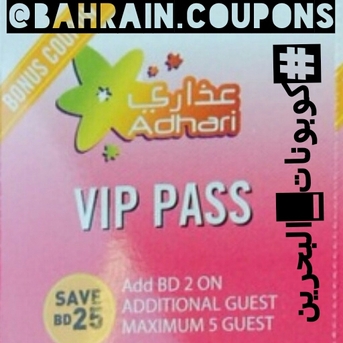 @BAHRAIN.COUPONS
BONUS COU
عذاري
Adhari
VIP PASS
SAVE
BD25
Add BD 2 ON
ADDITIONAL GUEST
MAXIMUM 5 GUEST
#كوبونات_البحرين